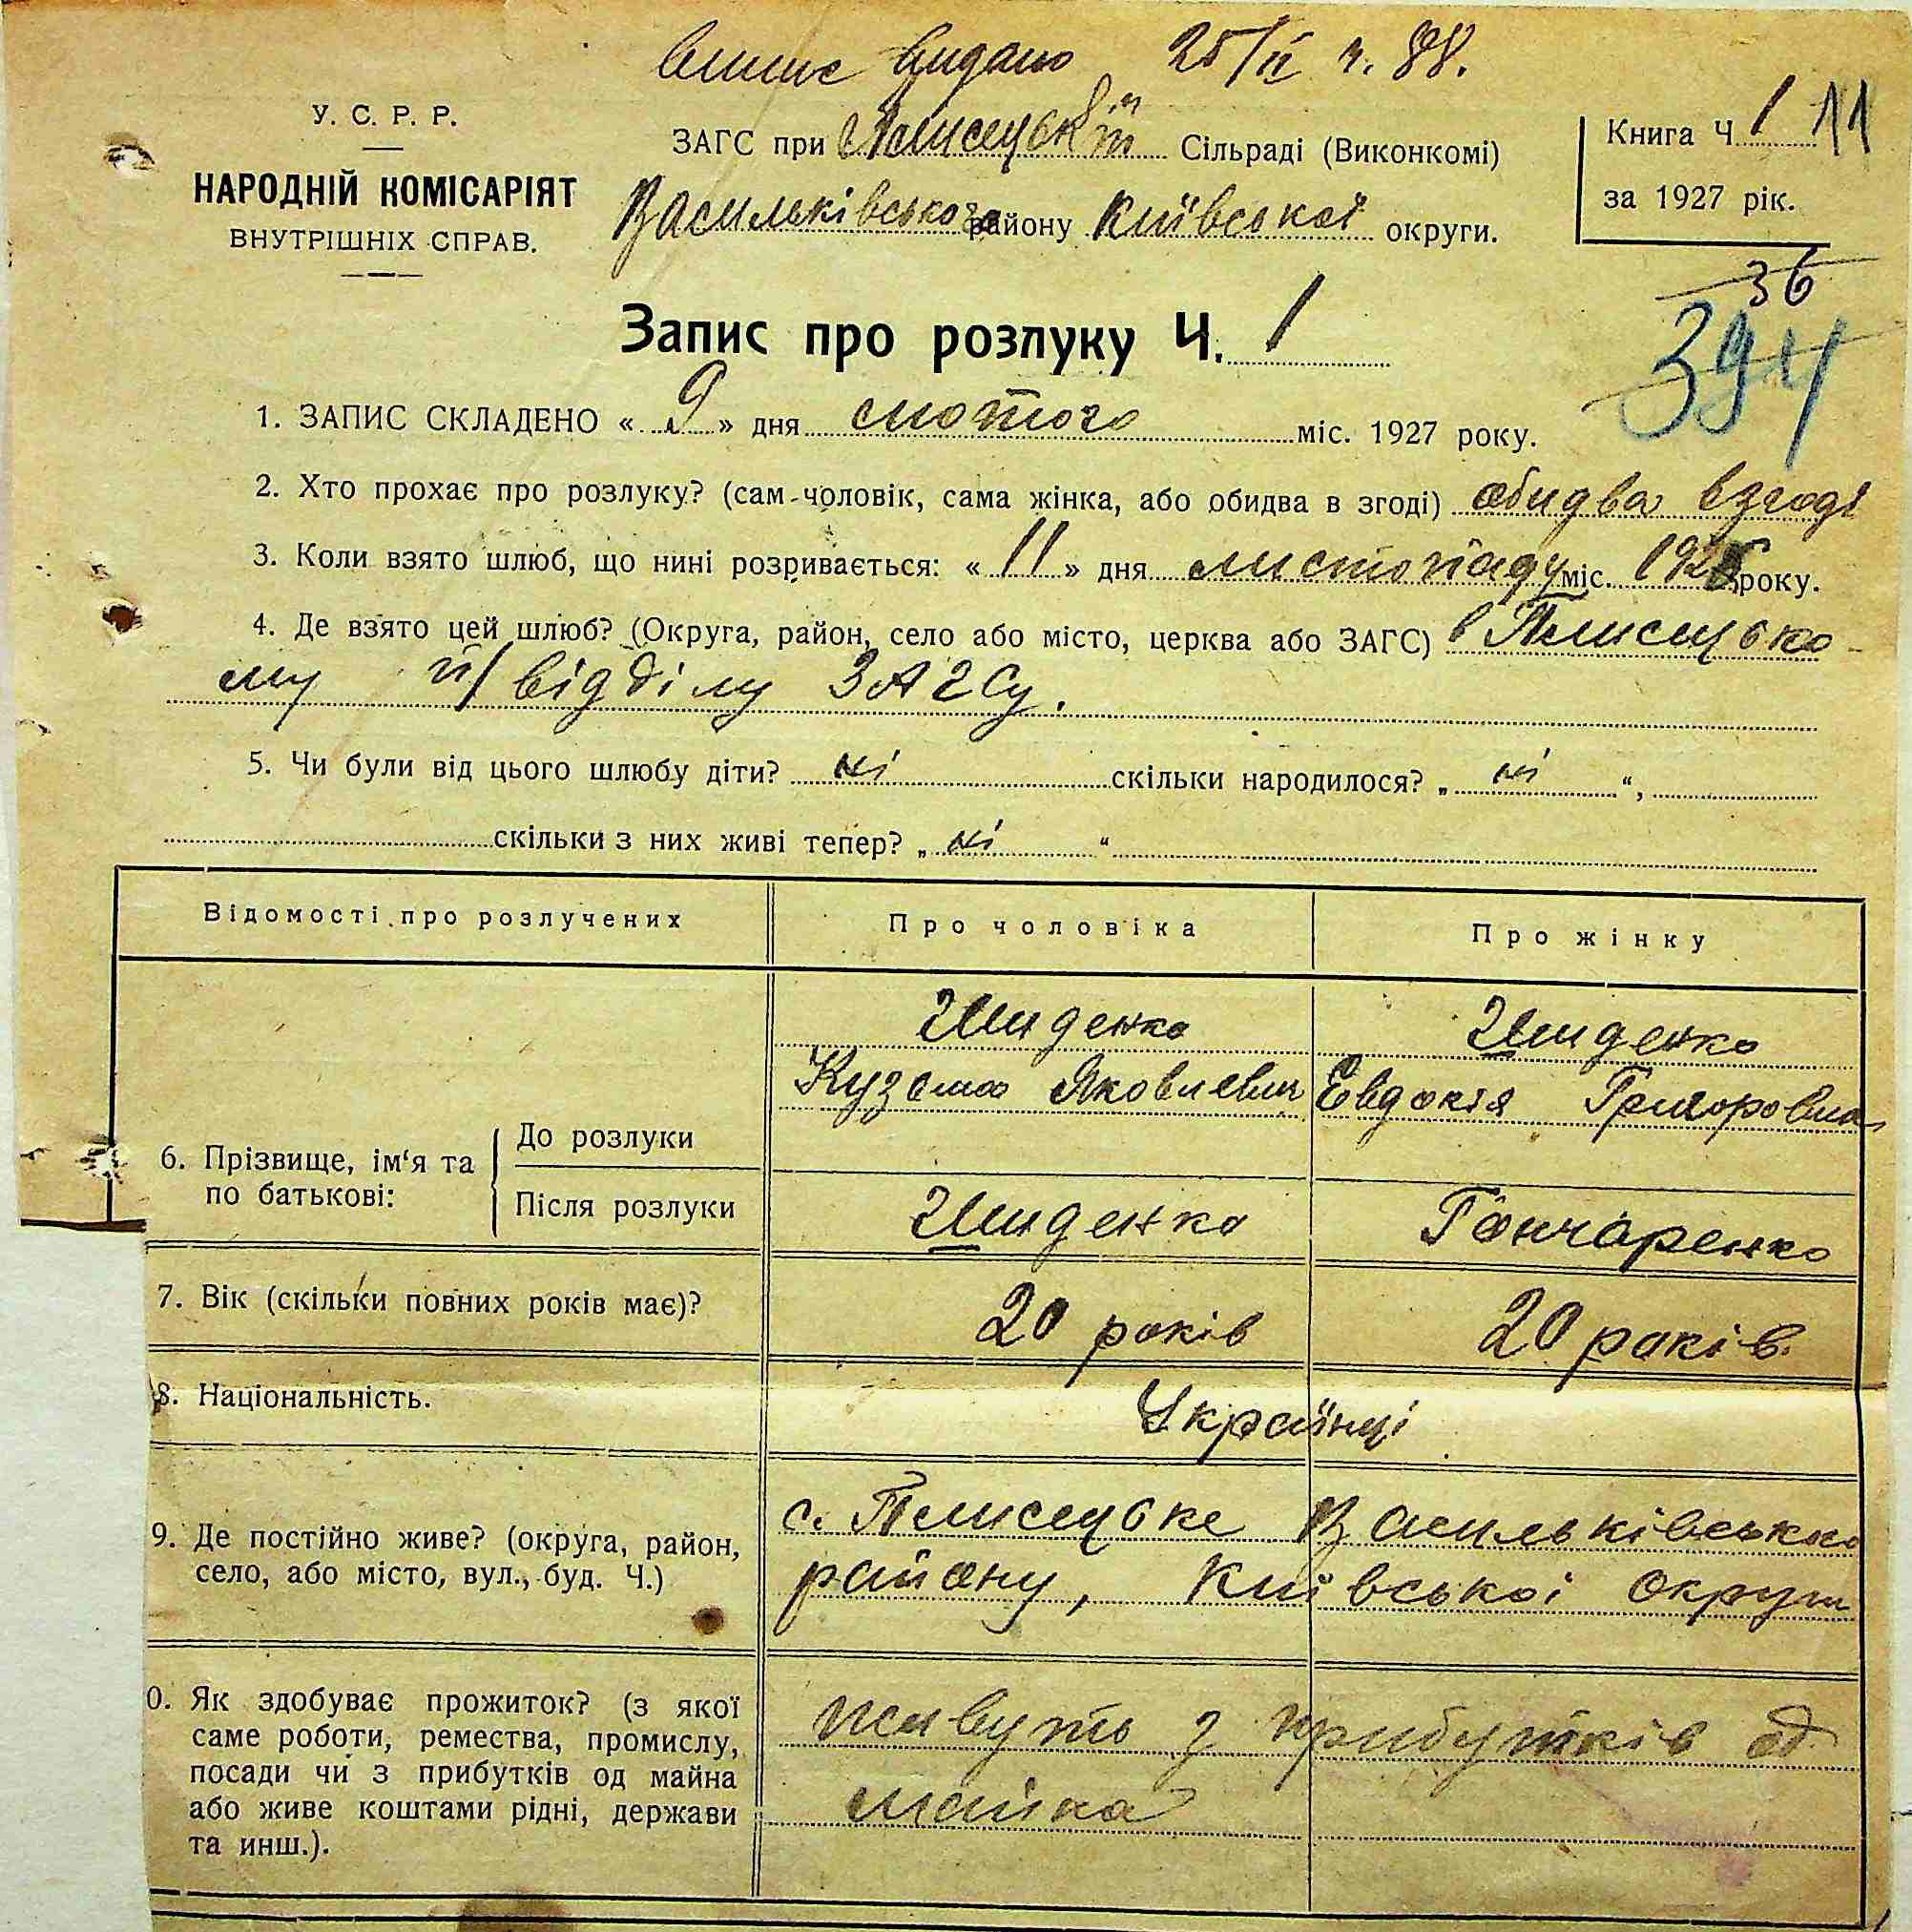 видано 25/II
У. С. Р. Р.
НАРОДНІЙ КОМІСАРІЯТ
ВНУТРІШНІХ СПРАВ.
ЗАГС при Плисецькій Сільраді (Виконкомі)
Васильківського району Київської округи.
Книга Ч. 1 11
за 1927 рік.
36
394
Запис про розлуку Ч. 1
1. ЗАПИС СКЛАДЕНО « 9 » дня лютого міс. 1927 року.
2. Хто прохає про розлуку? (сам-чоловік, сама жінка, або обидва в згоді) обидва в згоді
3. Коли взято шлюб, що нині розривається: « 11 » дня листопаду міс. року.
4. Де взято цей шлюб? (Округа, район, село або місто, церква або ЗАГС) в Плисецько-
му п/відділу ЗАГСу.
5. Чи були від цього шлюбу діти? ні скільки народилося? „ ні “,
скільки з них живі тепер? „ ні “
Відомості про розлучених Про чоловіка Про жінку
6. Прізвище, ім‘я та по батькові:
До розлуки
Шиденко Шиденко
Кузьма Яковлевич Евдокія Григоровна
Після розлуки Шиденко Гончаренко
7. Вік (скільки повних років має)? 20 років 20 років.
8. Національність. Українці
9. Де постійно живе? (округа, район, с. Плисецьке Васильківського
село, або місто, вул., буд. Ч.) району, Київської округи
0. Як здобуває прожиток? (з якої
саме роботи, ремества, промислу, живуть з прибутків од
посади чи з прибутків од майна
або живе коштами рідні, держави майна
та инш.).